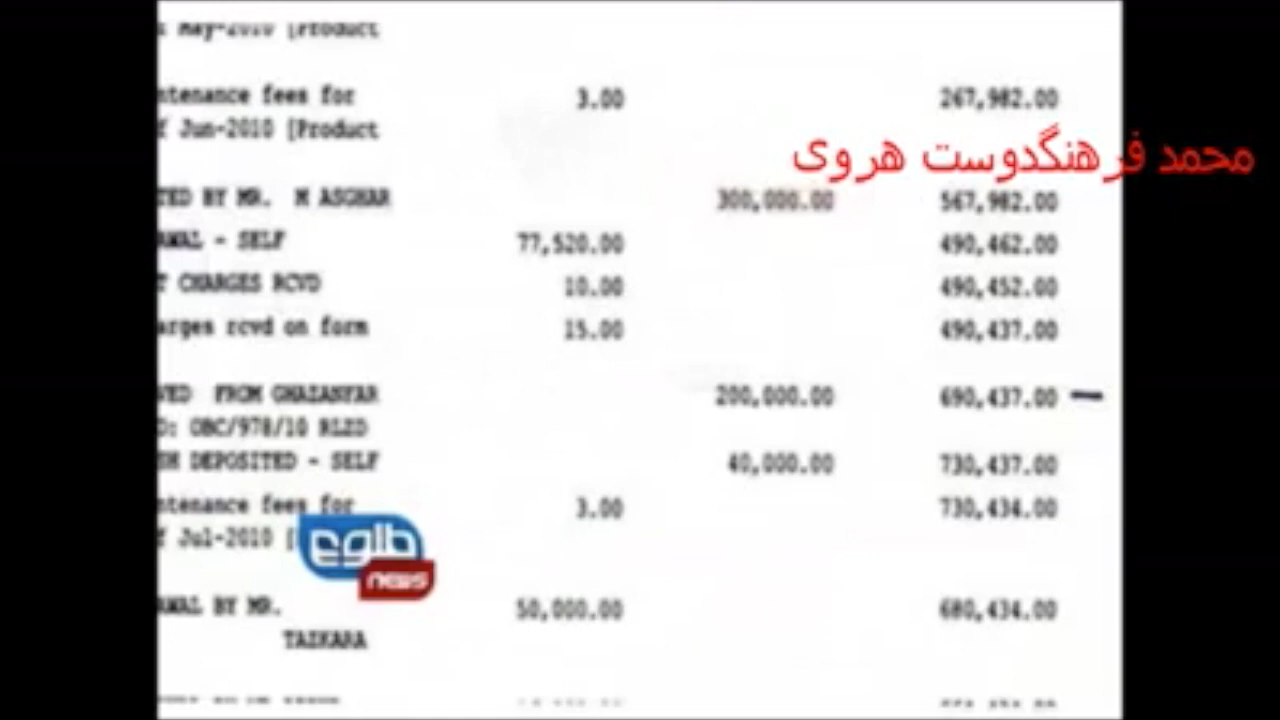 f May-2010 [Product
ntenance fees for 3.00 267,982.00
f Jun-2010 [Product
محمد فرهنگدوست هروی
TED BY MR. M ASGHAR 300,000.00 567,982.00
AWAL - SELF 77,520.00 490,462.00
T CHARGES RCVD 10.00 490,452.00
arges rcvd on form 15.00 490,437.00
VED FROM GHAZANFAR 200,000.00 690,437.00
D: OBC/978/10 RLZD
SH DEPOSITED - SELF 40,000.00 730,437.00
ntenance fees for 3.00 730,434.00
f Jul-2010 [
طلوع
news
AWAL BY MR. 50,000.00 680,434.00
TAZKARA